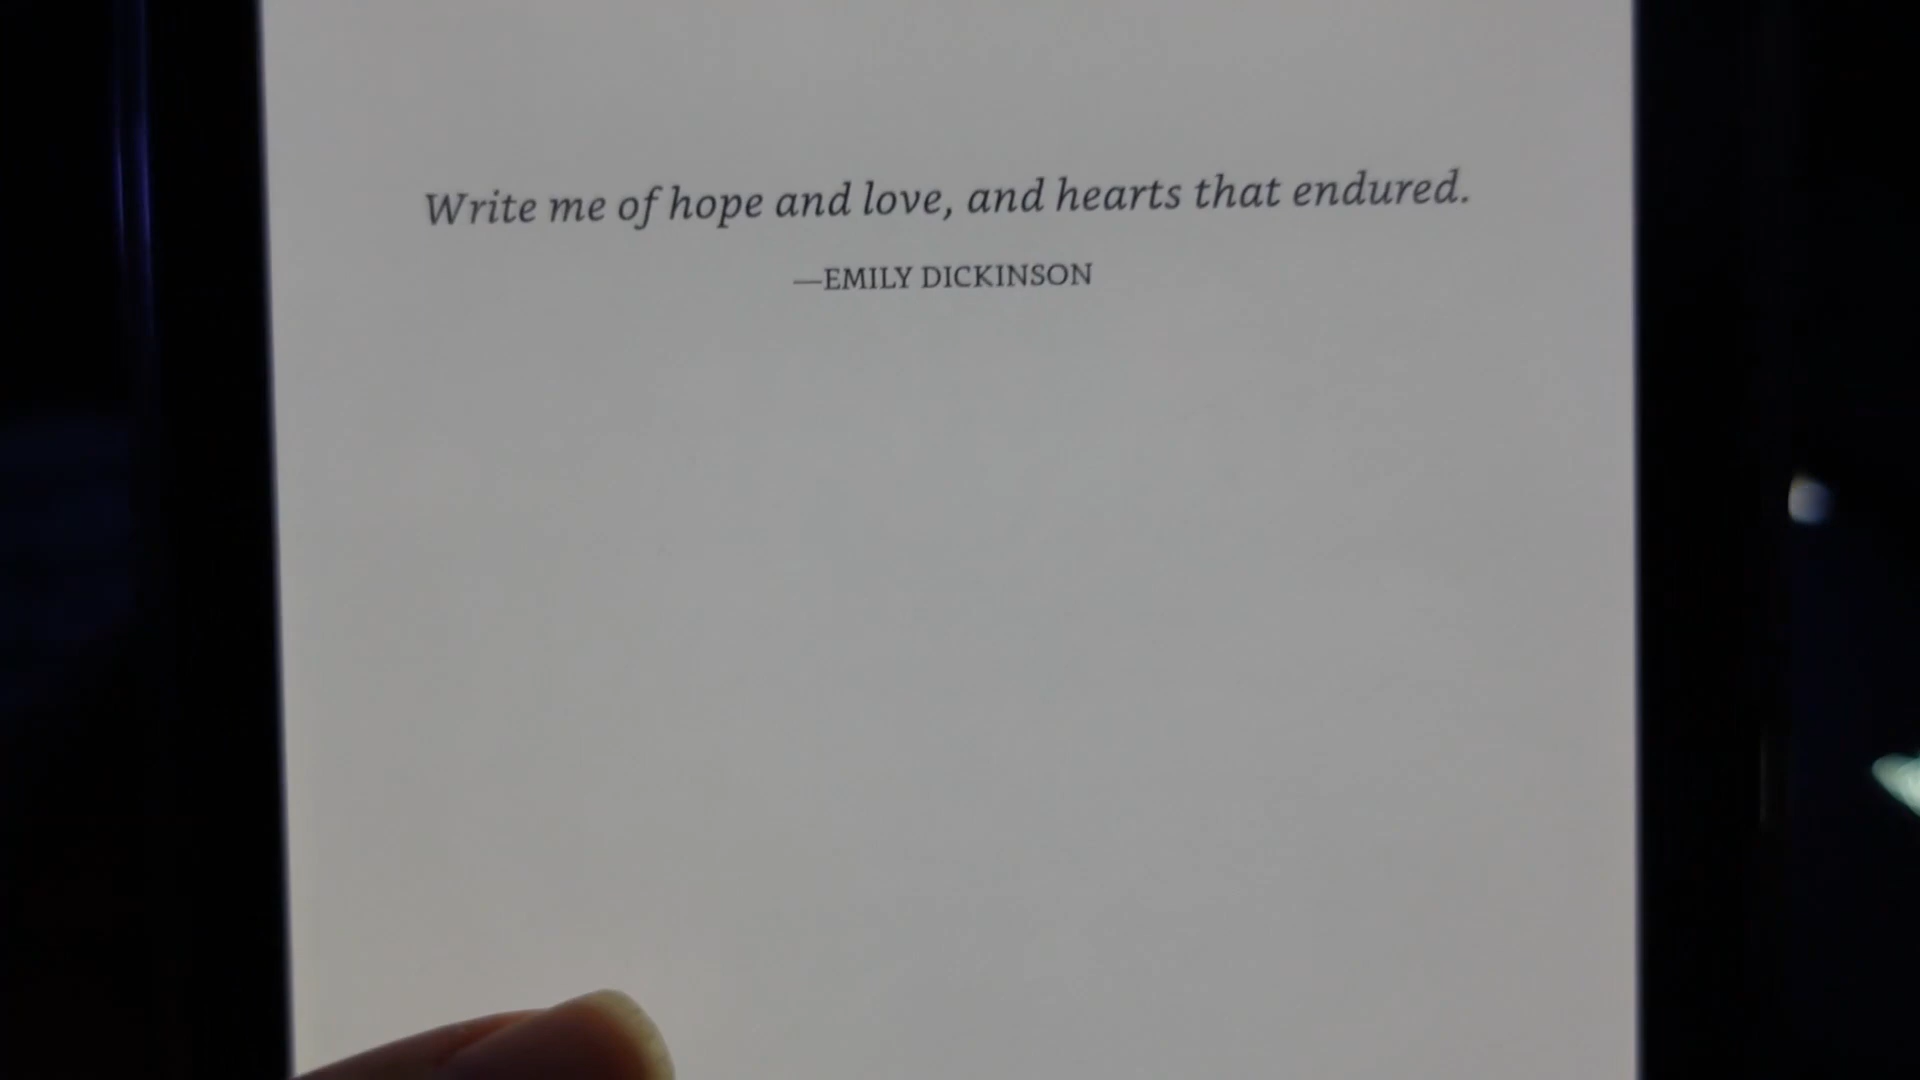 Write me of hope and love, and hearts that endured.
—EMILY DICKINSON